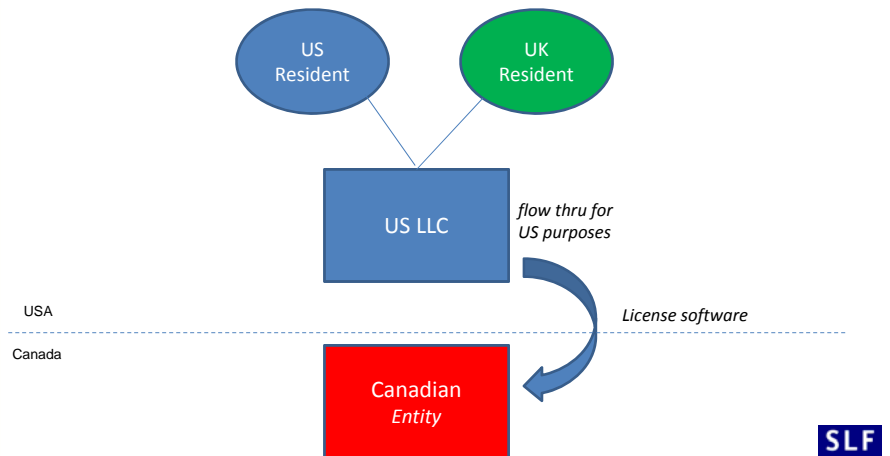 US
Resident
UK
Resident
US LLC
flow thru for
US purposes
USA
License software
Canada
Canadian
Entity
SLF